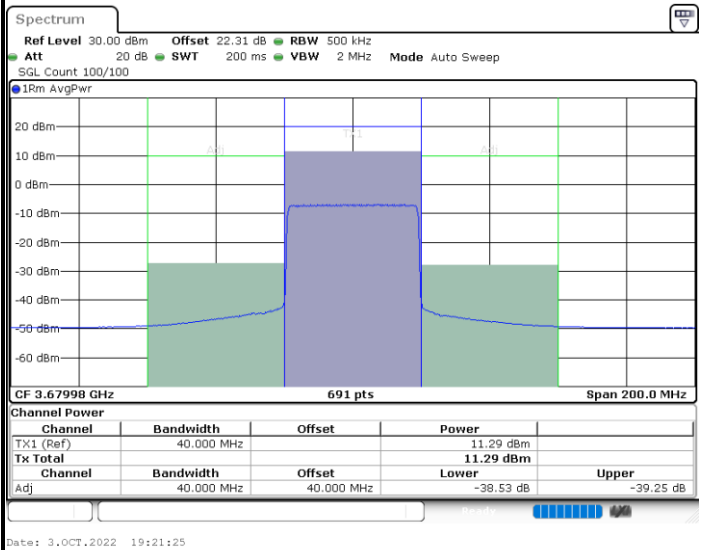 Spectrum
Ref Level 30.00 dBm Offset 22.31 dB RBW 500 kHz
Att 20 dB SWT 200 ms VBW 2 MHz Mode Auto Sweep
SGL Count 100/100
1Rm AvgPwr
20 dBm
TX1
Adj Adj
10 dBm
0 dBm
-10 dBm
-20 dBm
-30 dBm
-40 dBm
-50 dBm
-60 dBm
CF 3.67998 GHz 691 pts Span 200.0 MHz
Channel Power
Channel Bandwidth Offset Power
TX1 (Ref) 40.000 MHz 11.29 dBm
Tx Total 11.29 dBm
Channel Bandwidth Offset Lower Upper
Adj 40.000 MHz 40.000 MHz -38.53 dB -39.25 dB
Ready
Date: 3.OCT.2022 19:21:25